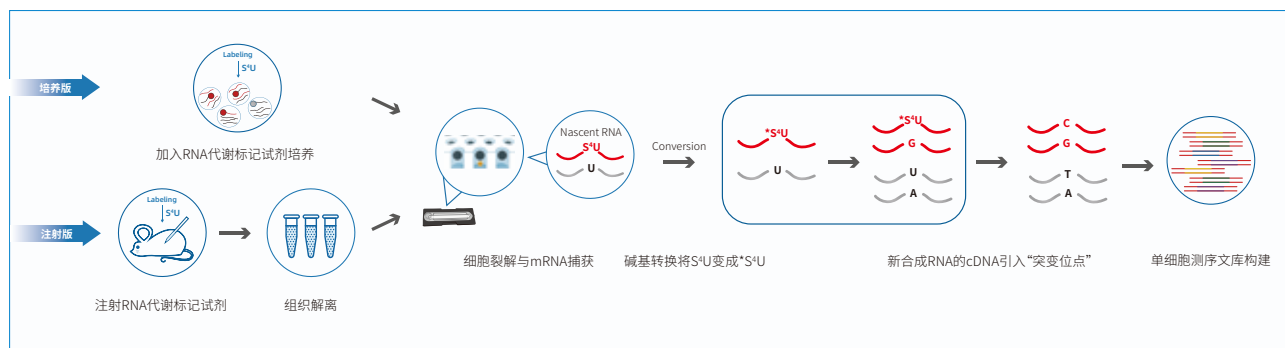 培养版
Labeling
S⁴U
加入RNA代谢标记试剂培养
注射版
Labeling
S⁴U
注射RNA代谢标记试剂
组织解离
细胞裂解与mRNA捕获
Nascent RNA
S⁴U
U
Conversion
碱基转换将S⁴U变成*S⁴U
*S⁴U
U
*S⁴U
G
U
A
新合成RNA的cDNA引入“突变位点”
C
G
T
A
单细胞测序文库构建